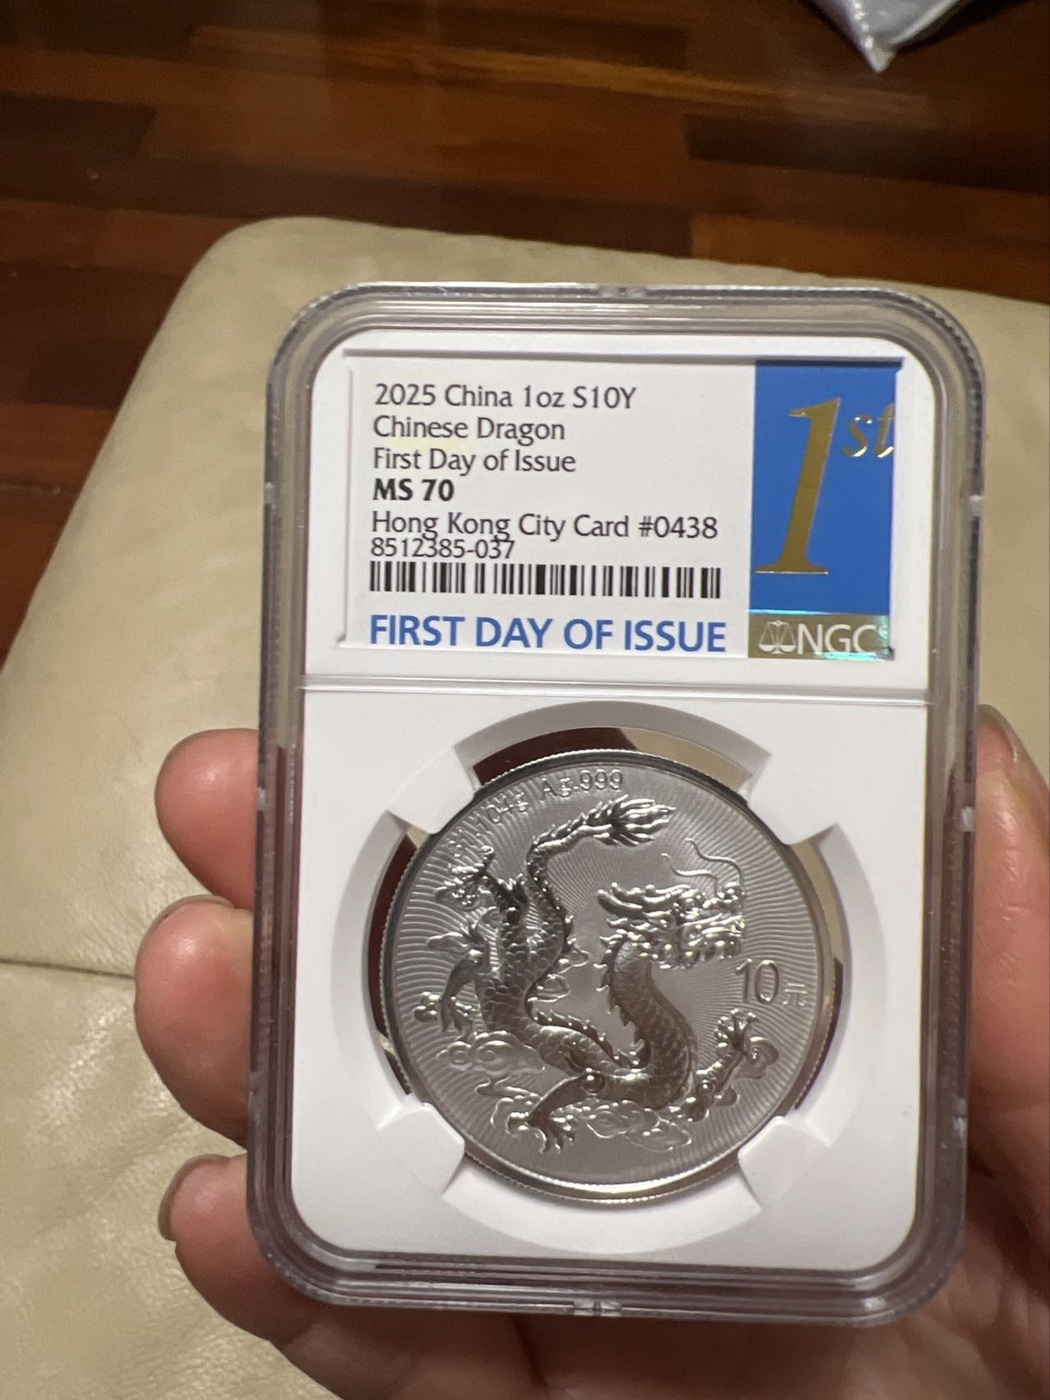 2025 China 1oz S10Y
Chinese Dragon
First Day of Issue
MS 70
Hong Kong City Card #0438
8512385-037
FIRST DAY OF ISSUE
1st
NGC
Ag.999
10元